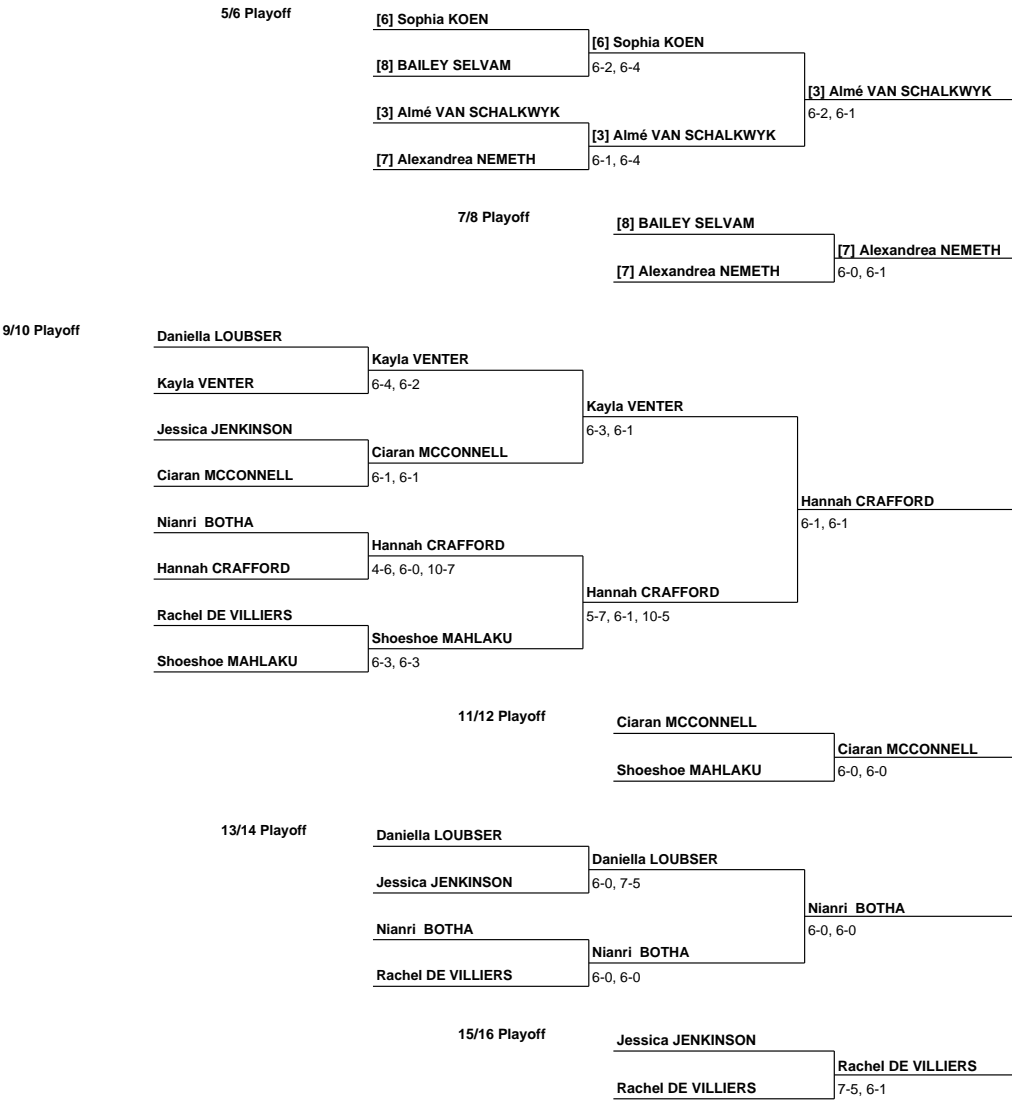 5/6 Playoff
[6] Sophia KOEN
[6] Sophia KOEN
[8] BAILEY SELVAM
6-2, 6-4
[3] Almé VAN SCHALKWYK
[3] Almé VAN SCHALKWYK
6-2, 6-1
[3] Almé VAN SCHALKWYK
[7] Alexandrea NEMETH
6-1, 6-4
7/8 Playoff
[8] BAILEY SELVAM
[7] Alexandrea NEMETH
[7] Alexandrea NEMETH
6-0, 6-1
9/10 Playoff
Daniella LOUBSER
Kayla VENTER
Kayla VENTER
6-4, 6-2
Kayla VENTER
Jessica JENKINSON
6-3, 6-1
Ciaran MCCONNELL
Ciaran MCCONNELL
6-1, 6-1
Hannah CRAFFORD
Nianri BOTHA
6-1, 6-1
Hannah CRAFFORD
Hannah CRAFFORD
4-6, 6-0, 10-7
Hannah CRAFFORD
Rachel DE VILLIERS
5-7, 6-1, 10-5
Shoeshoe MAHLAKU
Shoeshoe MAHLAKU
6-3, 6-3
11/12 Playoff
Ciaran MCCONNELL
Ciaran MCCONNELL
Shoeshoe MAHLAKU
6-0, 6-0
13/14 Playoff
Daniella LOUBSER
Daniella LOUBSER
Jessica JENKINSON
6-0, 7-5
Nianri BOTHA
Nianri BOTHA
6-0, 6-0
Nianri BOTHA
Rachel DE VILLIERS
6-0, 6-0
15/16 Playoff
Jessica JENKINSON
Rachel DE VILLIERS
Rachel DE VILLIERS
7-5, 6-1